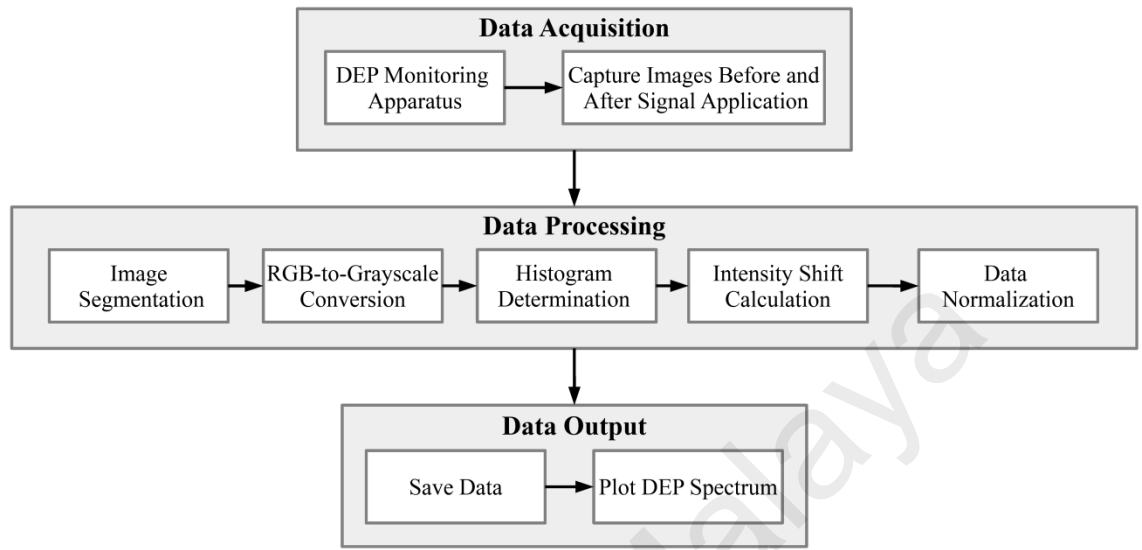 Data Acquisition
DEP Monitoring
Apparatus
Capture Images Before and
After Signal Application
Data Processing
Image
Segmentation
RGB-to-Grayscale
Conversion
Histogram
Determination
Intensity Shift
Calculation
Data
Normalization
Data Output
Save Data
Plot DEP Spectrum
alaya